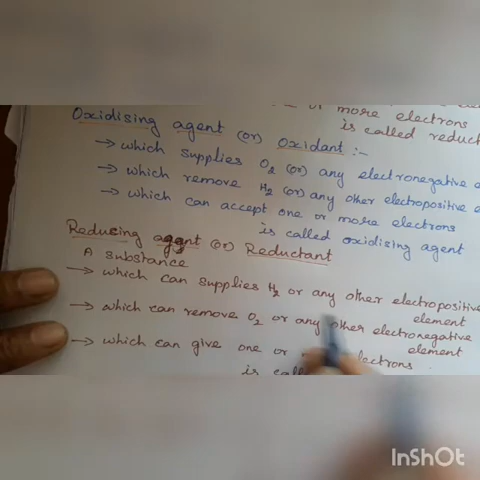 or more electrons
is called reduct
Oxidising agent (or) Oxidant :-
→ which supplies O2 (or) any electronegative e
→ which remove H2 (or) any other electropositive e
→ which can accept one or more electrons
is called oxidising agent
Reducing agent (or) Reductant
A substance
→ which can supplies H2 or any other electropositive
element
→ which can remove O2 or any other electronegative
element
→ which can give one or electrons
is
InShOt